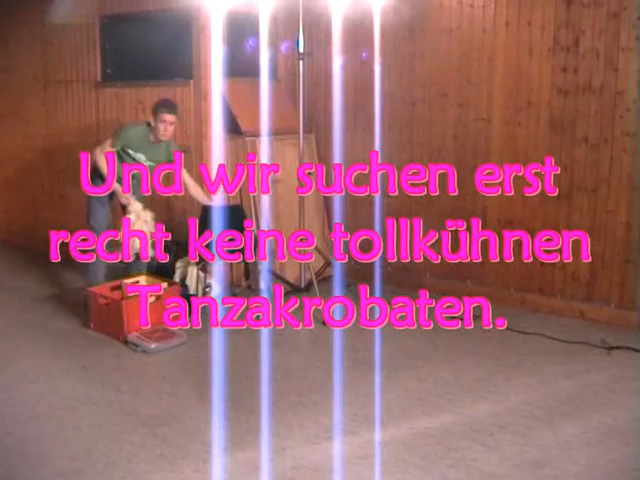 Und wir suchen erst
recht keine tollkühnen
Tanzakrobaten.